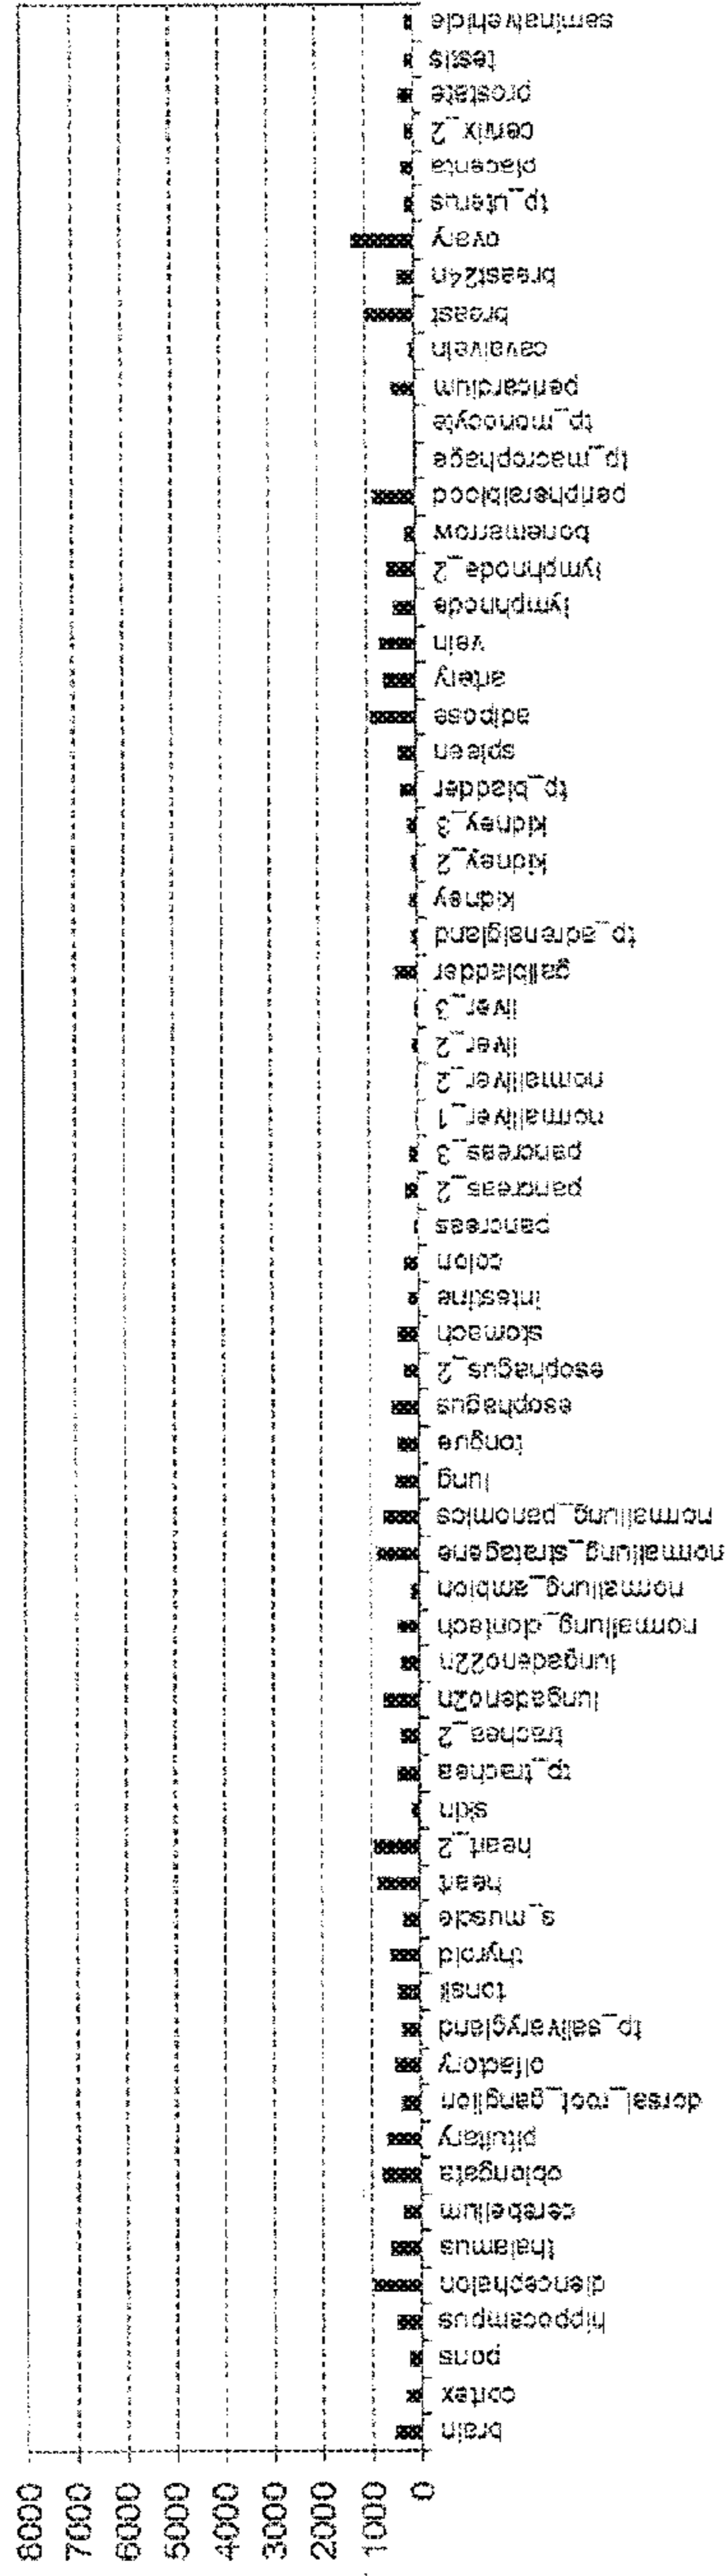 8000
7000
6000
5000
4000
3000
2000
1000
0
brain
cortex
pons
hippocampus
diencephalon
thalamus
cerebellum
oblongata
pituitary
dorsal_root_ganglion
olfactory
tp_salivarygland
tonsil
thyroid
s_muscle
heart
heart_2
skin
tp_trachea
trachea_2
lungadeno2n
lungadeno22n
normallung_clontech
normallung_ambion
normallung_stratagene
normallung_panomics
lung
tongue
esophagus
esophagus_2
stomach
intestine
colon
pancreas
pancreas_2
pancreas_3
normalliver_1
normalliver_2
liver_2
liver_3
gallbladder
tp_adrenalgland
kidney
kidney_2
kidney_3
tp_bladder
spleen
adipose
artery
vein
lymphnode
lymphnode_2
bonemarrow
peripheralblood
tp_macrophage
tp_monocyte
pericardium
cavalvein
breast
breast24n
ovary
tp_uterus
placenta
cervix_2
prostate
testis
seminalvehicle